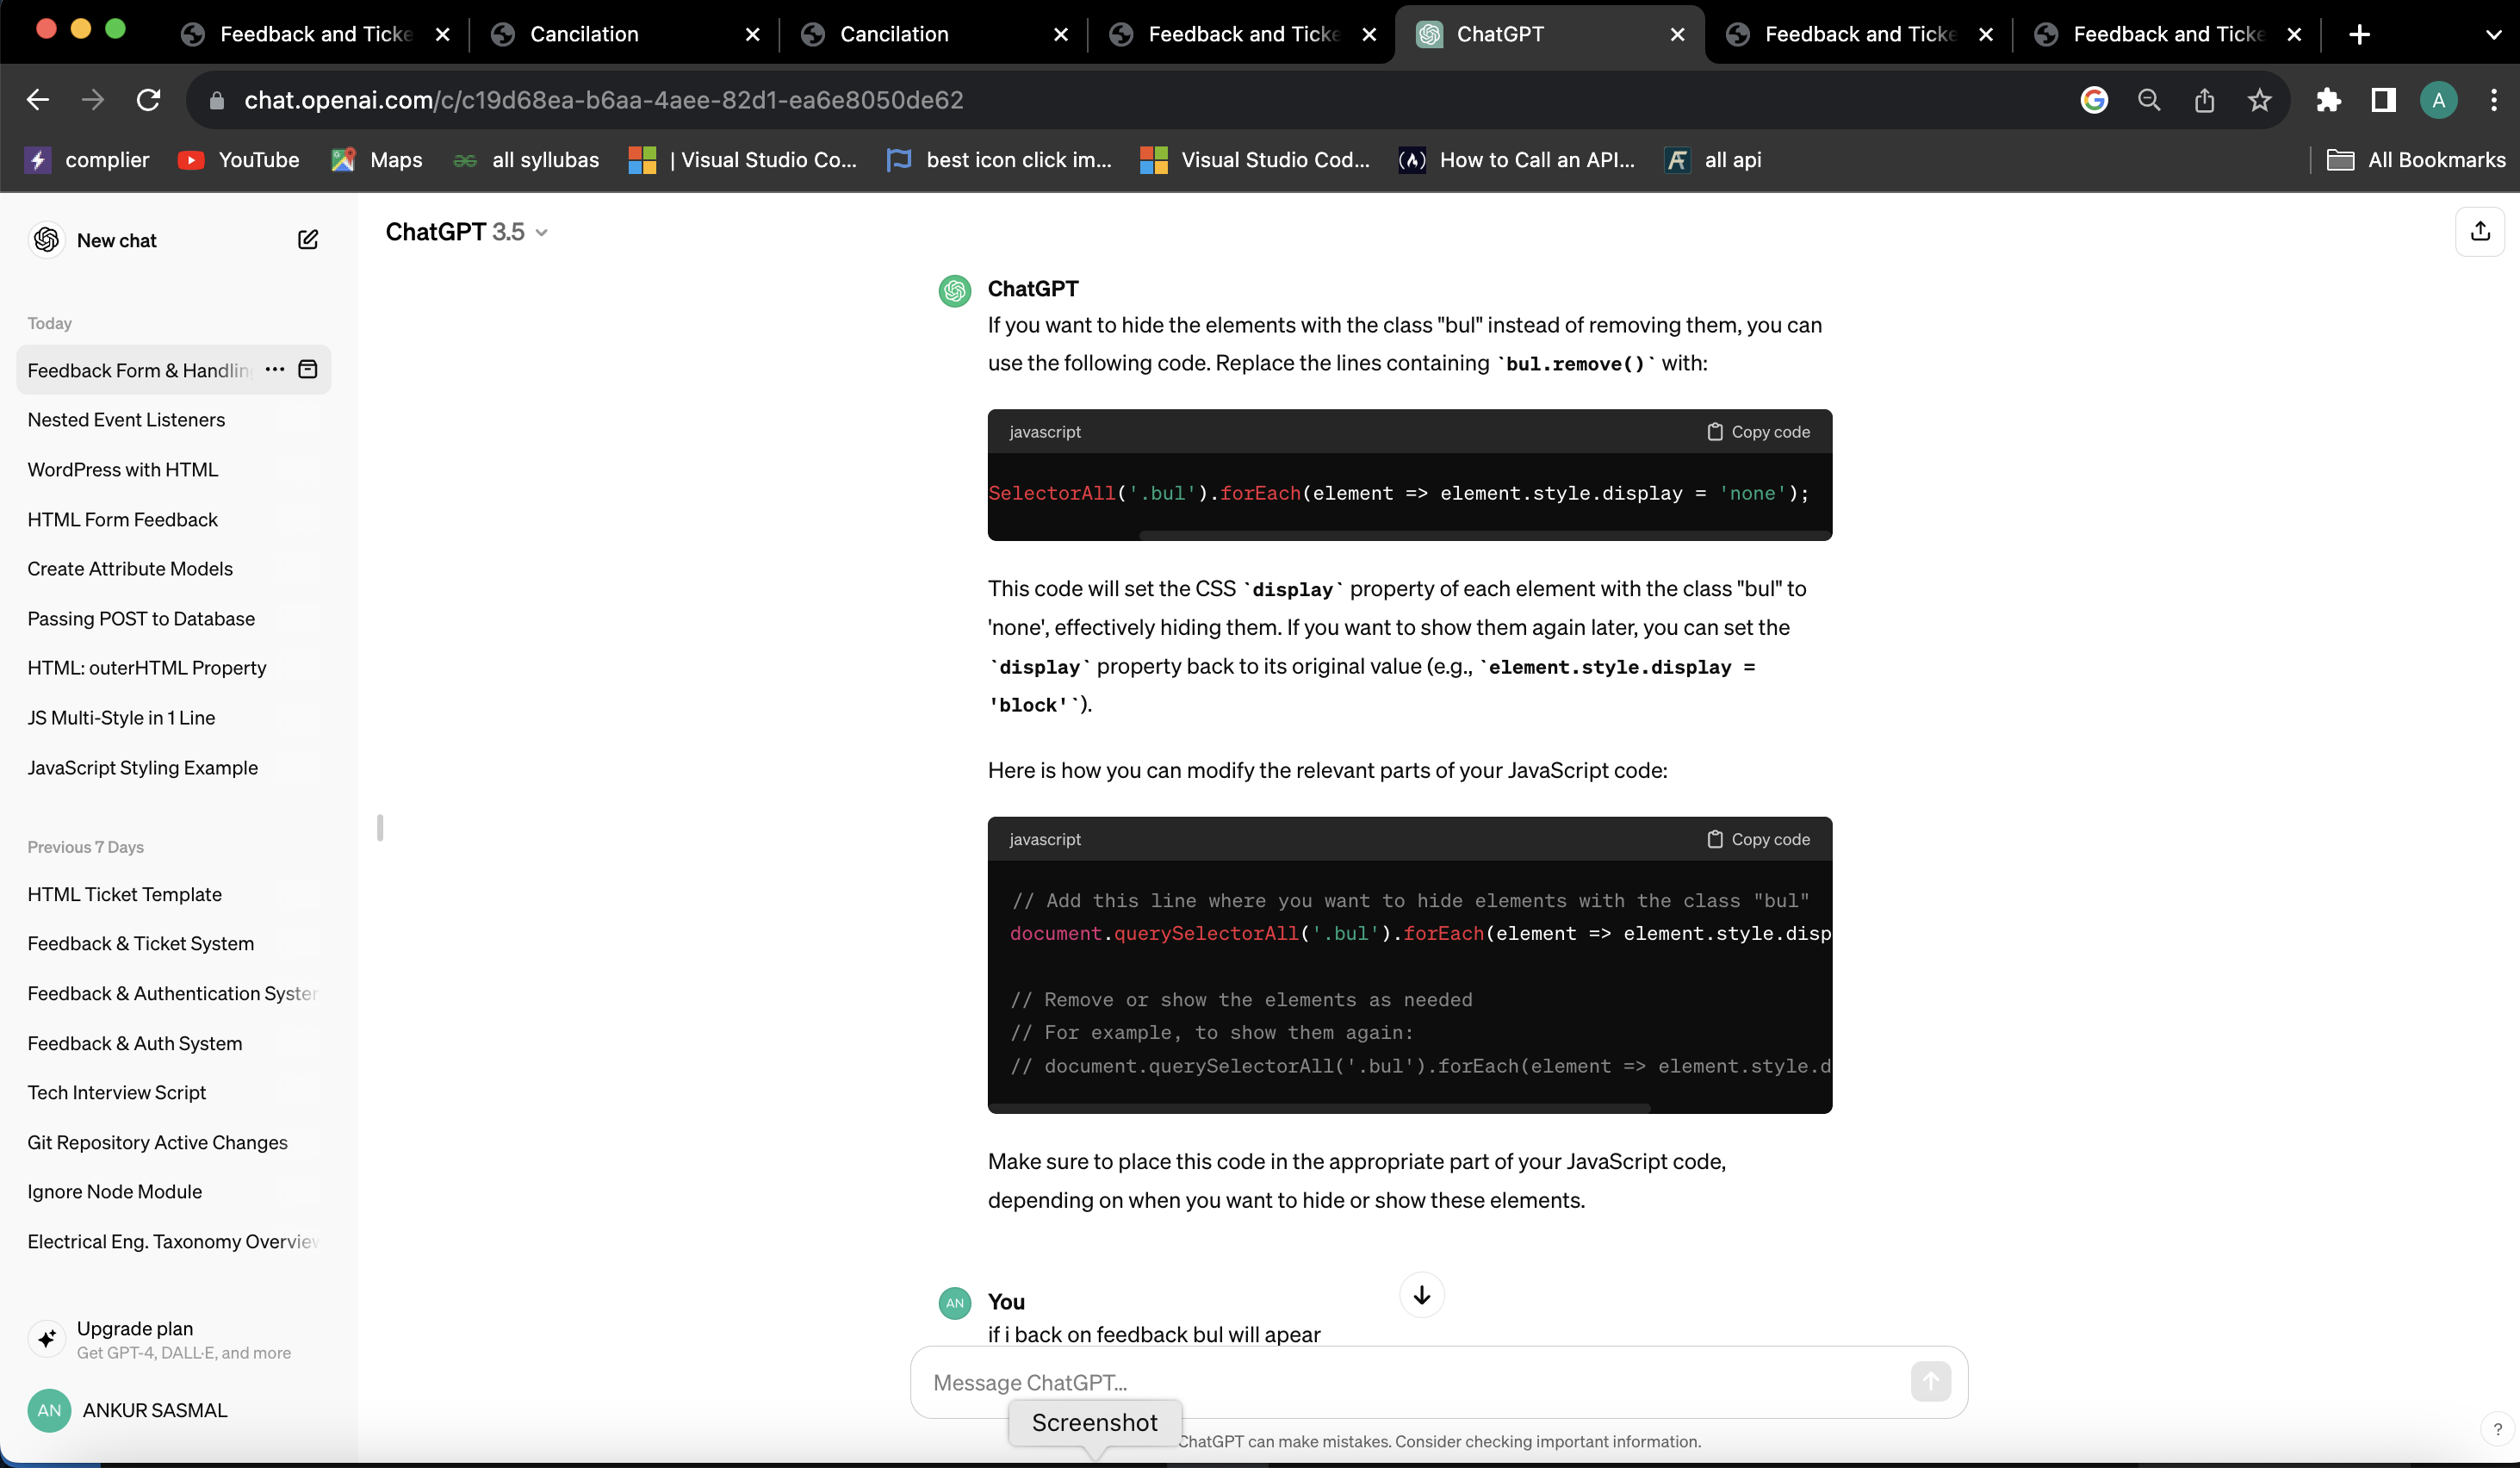 Feedback and Ticke
Cancilation
Cancilation
Feedback and Ticke
ChatGPT
Feedback and Ticke
Feedback and Ticke
chat.openai.com/c/c19d68ea-b6aa-4aee-82d1-ea6e8050de62
A
complier
YouTube
Maps
all syllubas
| Visual Studio Co...
best icon click im...
Visual Studio Cod...
How to Call an API...
all api
All Bookmarks
New chat
Today
Feedback Form & Handling
Nested Event Listeners
WordPress with HTML
HTML Form Feedback
Create Attribute Models
Passing POST to Database
HTML: outerHTML Property
JS Multi-Style in 1 Line
JavaScript Styling Example
Previous 7 Days
HTML Ticket Template
Feedback & Ticket System
Feedback & Authentication System
Feedback & Auth System
Tech Interview Script
Git Repository Active Changes
Ignore Node Module
Electrical Eng. Taxonomy Overview
Upgrade plan
Get GPT-4, DALL·E, and more
AN
ANKUR SASMAL
ChatGPT 3.5
ChatGPT
If you want to hide the elements with the class "bul" instead of removing them, you can
use the following code. Replace the lines containing `bul.remove()` with:
javascript
Copy code
SelectorAll('.bul').forEach(element => element.style.display = 'none');
This code will set the CSS `display` property of each element with the class "bul" to
'none', effectively hiding them. If you want to show them again later, you can set the
`display` property back to its original value (e.g., `element.style.display =
'block'`).
Here is how you can modify the relevant parts of your JavaScript code:
javascript
Copy code
// Add this line where you want to hide elements with the class "bul"
document.querySelectorAll('.bul').forEach(element => element.style.disp
// Remove or show the elements as needed
// For example, to show them again:
// document.querySelectorAll('.bul').forEach(element => element.style.d
Make sure to place this code in the appropriate part of your JavaScript code,
depending on when you want to hide or show these elements.
AN
You
if i back on feedback bul will apear
Message ChatGPT...
Screenshot
ChatGPT can make mistakes. Consider checking important information.
?